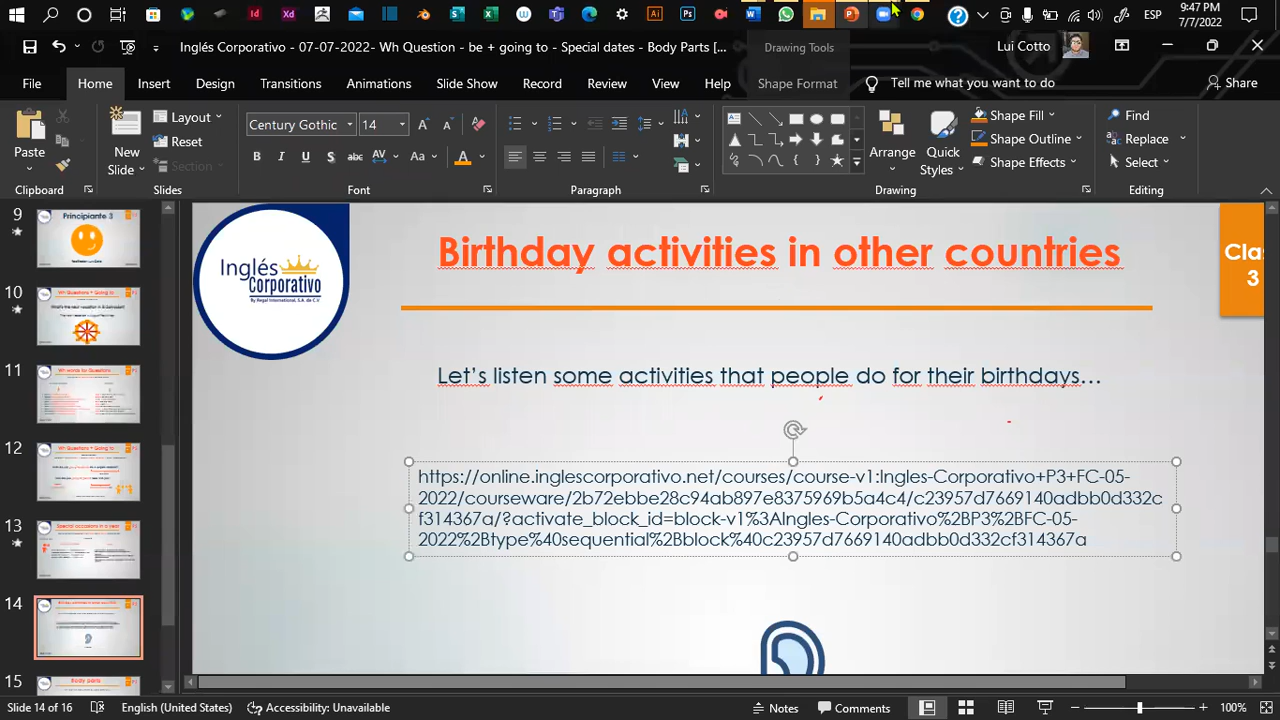 9:47 PM
ESP
7/7/2022
Inglés Corporativo - 07-07-2022- Wh Question - be + going to - Special dates - Body Parts [...
Drawing Tools
Lui Cotto
File
Home
Insert
Design
Transitions
Animations
Slide Show
Record
Review
View
Help
Shape Format
Tell me what you want to do
Share
Paste
New
Slide
Layout
Reset
Section
Century Gothic
14
B
I
U
S
abc
AV
Aa
A
Arrange
Quick
Styles
Shape Fill
Shape Outline
Shape Effects
Find
Replace
Select
Clipboard
Slides
Font
Paragraph
Drawing
Editing
9
Principiante 3
10
Wh Questions + Going to
11
Wh words for Questions
12
Wh Questions + Going to
13
Special occasions in a year
14
15
Body parts
Inglés
Corporativo
By Regal International, S.A. de C.V
Birthday activities in other countries
Cla
3
Let's listen some activities that people do for their birthdays...
https://online.inglescorporativo.net/courses/course-v1:Ingles-Corporativo+P3+FC-05-
2022/courseware/2b72ebbe28c94ab897e8375969b5a4c4/c23957d7669140adbb0d332c
f314367a/?activate_block_id=block-v1%3AIngles-Corporativo%2BP3%2BFC-05-
2022%2Btype%40sequential%2Bblock%40c23957d7669140adbb0d332cf314367a
Slide 14 of 16
English (United States)
Accessibility: Unavailable
Notes
Comments
100%